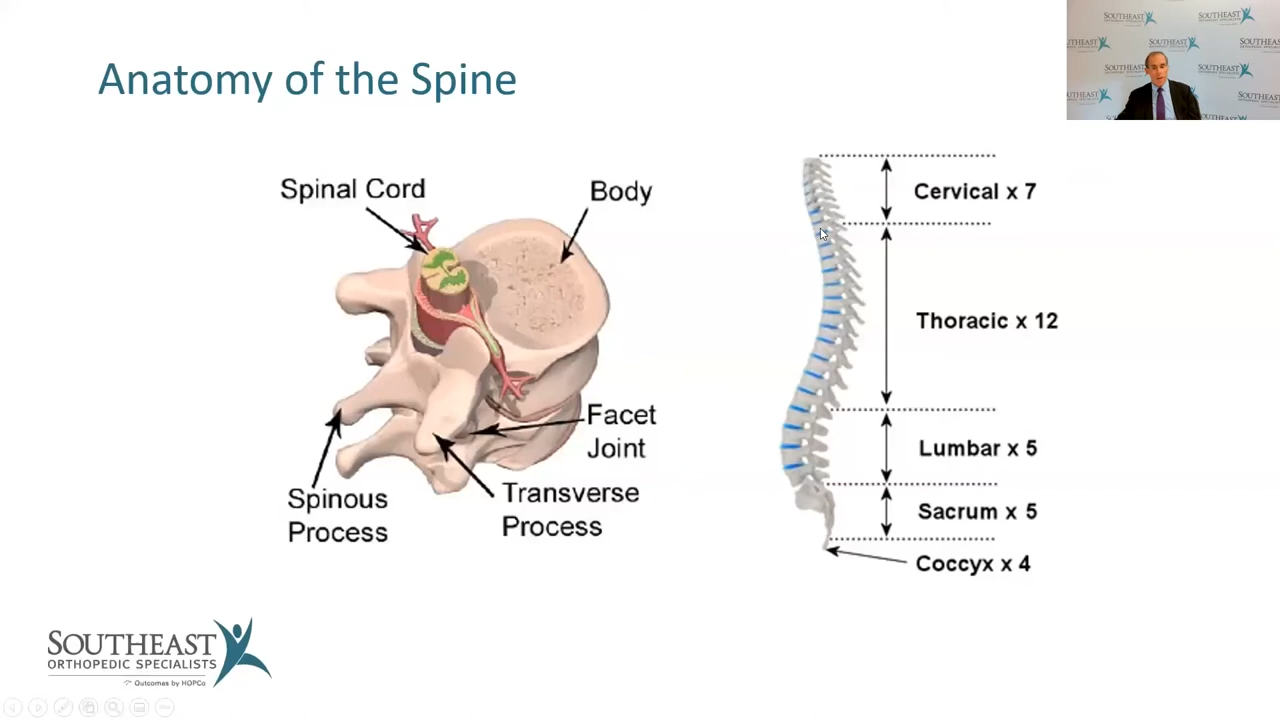 Anatomy of the Spine
Spinal Cord
Body
Facet
Joint
Transverse
Process
Spinous
Process
Cervical x 7
Thoracic x 12
Lumbar x 5
Sacrum x 5
Coccyx x 4
SOUTHEAST
ORTHOPEDIC SPECIALISTS
Outcomes by HOPCo